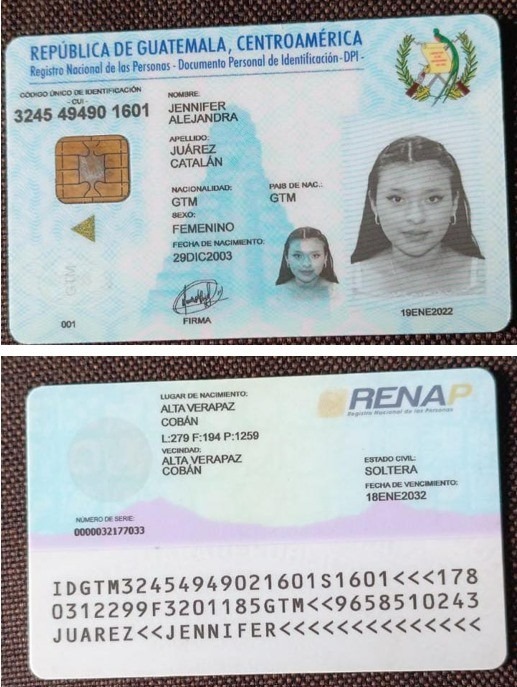 REPÚBLICA DE GUATEMALA, CENTROAMÉRICA
Registro Nacional de las Personas - Documento Personal de Identificación -DPI -
CÓDIGO ÚNICO DE IDENTIFICACIÓN
- CUI -
3245 49490 1601
NOMBRE:
JENNIFER
ALEJANDRA
APELLIDO:
JUÁREZ
CATALÁN
NACIONALIDAD:
GTM
PAIS DE NAC.:
GTM
SEXO:
FEMENINO
FECHA DE NACIMIENTO:
29DIC2003
GTM
001
FIRMA
19ENE2022
LUGAR DE NACIMIENTO:
ALTA VERAPAZ
COBÁN
L:279 F:194 P:1259
VECINDAD:
ALTA VERAPAZ
COBÁN
RENAP
Registro Nacional de las Personas
ESTADO CIVIL:
SOLTERA
FECHA DE VENCIMIENTO:
18ENE2032
NÚMERO DE SERIE:
0000032177033
IDGTM32454949021601S1601<<<178
0312299F3201185GTM<<9658510243
JUAREZ<<JENNIFER<<<<<<<<<<<<<<